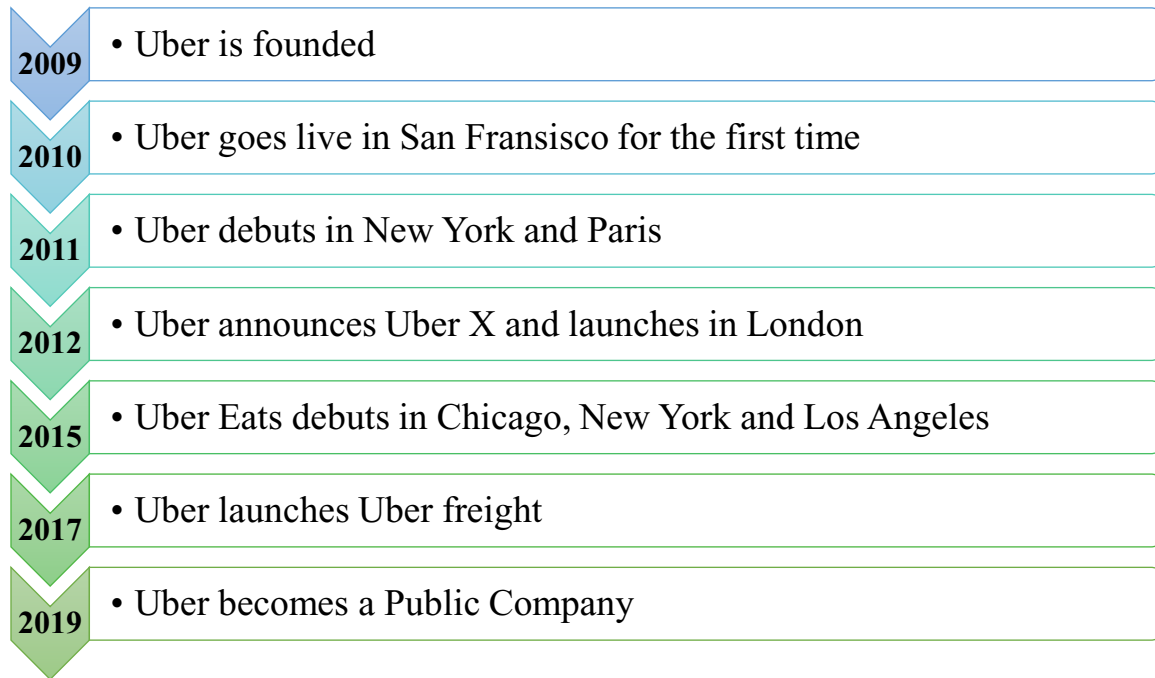 2009
• Uber is founded
2010
• Uber goes live in San Fransisco for the first time
2011
• Uber debuts in New York and Paris
2012
• Uber announces Uber X and launches in London
2015
• Uber Eats debuts in Chicago, New York and Los Angeles
2017
• Uber launches Uber freight
2019
• Uber becomes a Public Company